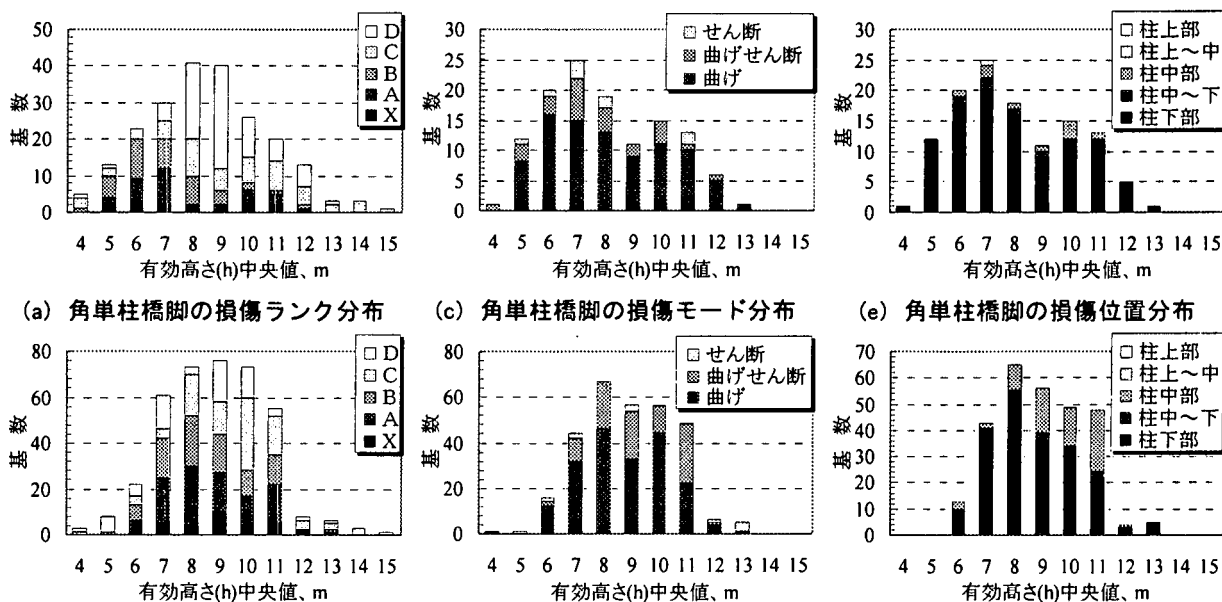 50
40
30
20
10
0
基数
D
C
B
A
X
4 5 6 7 8 9 10 11 12 13 14 15
有効高さ(h)中央値、m
(a) 角単柱橋脚の損傷ランク分布
30
25
20
15
10
5
0
基数
せん断
曲げせん断
曲げ
4 5 6 7 8 9 10 11 12 13 14 15
有効高さ(h)中央値、m
(c) 角単柱橋脚の損傷モード分布
30
25
20
15
10
5
0
基数
柱上部
柱上~中
柱中部
柱中~下
柱下部
4 5 6 7 8 9 10 11 12 13 14 15
有効高さ(h)中央値、m
(e) 角単柱橋脚の損傷位置分布
80
60
40
20
0
基数
D
C
B
A
X
4 5 6 7 8 9 10 11 12 13 14 15
有効高さ(h)中央値、m
80
60
40
20
0
基数
せん断
曲げせん断
曲げ
4 5 6 7 8 9 10 11 12 13 14 15
有効高さ(h)中央値、m
70
60
50
40
30
20
10
0
基数
柱上部
柱上~中
柱中部
柱中~下
柱下部
4 5 6 7 8 9 10 11 12 13 14 15
有効高さ(h)中央値、m